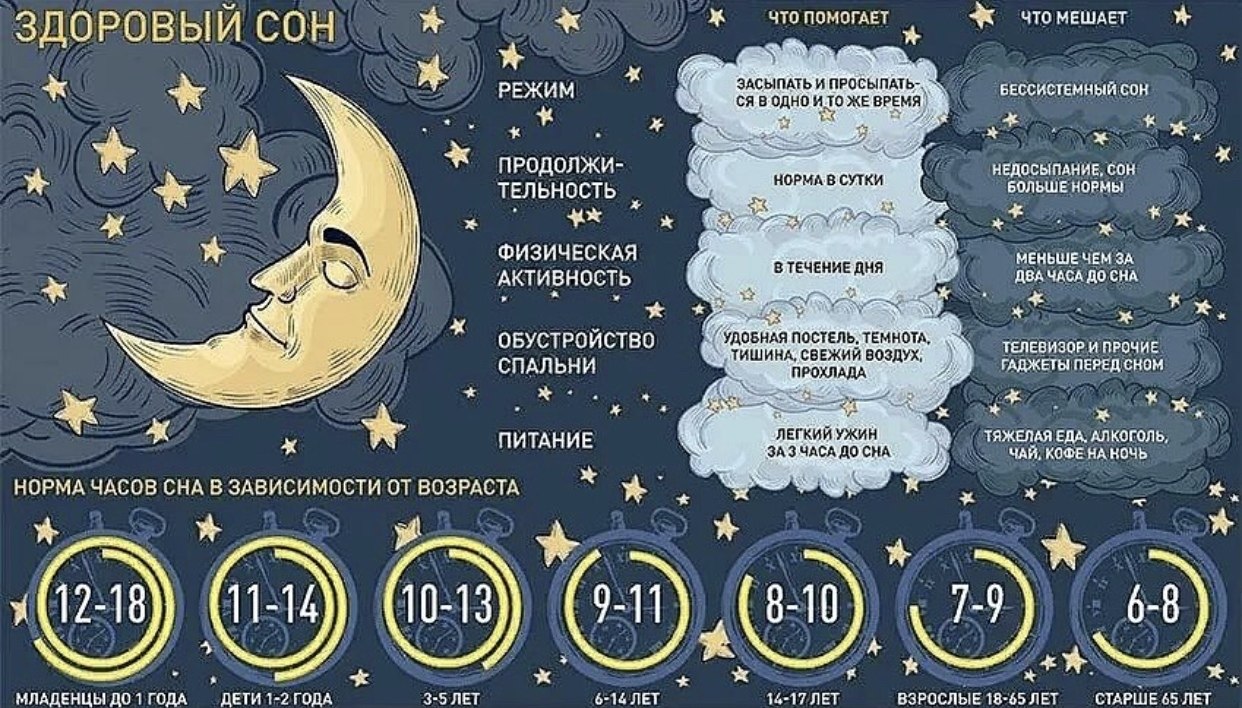 ЗДОРОВЫЙ СОН
ЧТО ПОМОГАЕТ
ЧТО МЕШАЕТ
РЕЖИМ
ЗАСЫПАТЬ И ПРОСЫПАТЬ-
СЯ В ОДНО И ТО ЖЕ ВРЕМЯ
БЕССИСТЕМНЫЙ СОН
ПРОДОЛЖИ-
ТЕЛЬНОСТЬ
НОРМА В СУТКИ
НЕДОСЫПАНИЕ, СОН
БОЛЬШЕ НОРМЫ
ФИЗИЧЕСКАЯ
АКТИВНОСТЬ
В ТЕЧЕНИЕ ДНЯ
МЕНЬШЕ ЧЕМ ЗА
ДВА ЧАСА ДО СНА
ОБУСТРОЙСТВО
СПАЛЬНИ
УДОБНАЯ ПОСТЕЛЬ, ТЕМНОТА,
ТИШИНА, СВЕЖИЙ ВОЗДУХ,
ПРОХЛАДА
ТЕЛЕВИЗОР И ПРОЧИЕ
ГАДЖЕТЫ ПЕРЕД СНОМ
ПИТАНИЕ
ЛЕГКИЙ УЖИН
ЗА 3 ЧАСА ДО СНА
ТЯЖЕЛАЯ ЕДА, АЛКОГОЛЬ,
ЧАЙ, КОФЕ НА НОЧЬ
НОРМА ЧАСОВ СНА В ЗАВИСИМОСТИ ОТ ВОЗРАСТА
12-18
МЛАДЕНЦЫ ДО 1 ГОДА
11-14
ДЕТИ 1-2 ГОДА
10-13
3-5 ЛЕТ
9-11
6-14 ЛЕТ
8-10
14-17 ЛЕТ
7-9
ВЗРОСЛЫЕ 18-65 ЛЕТ
6-8
СТАРШЕ 65 ЛЕТ